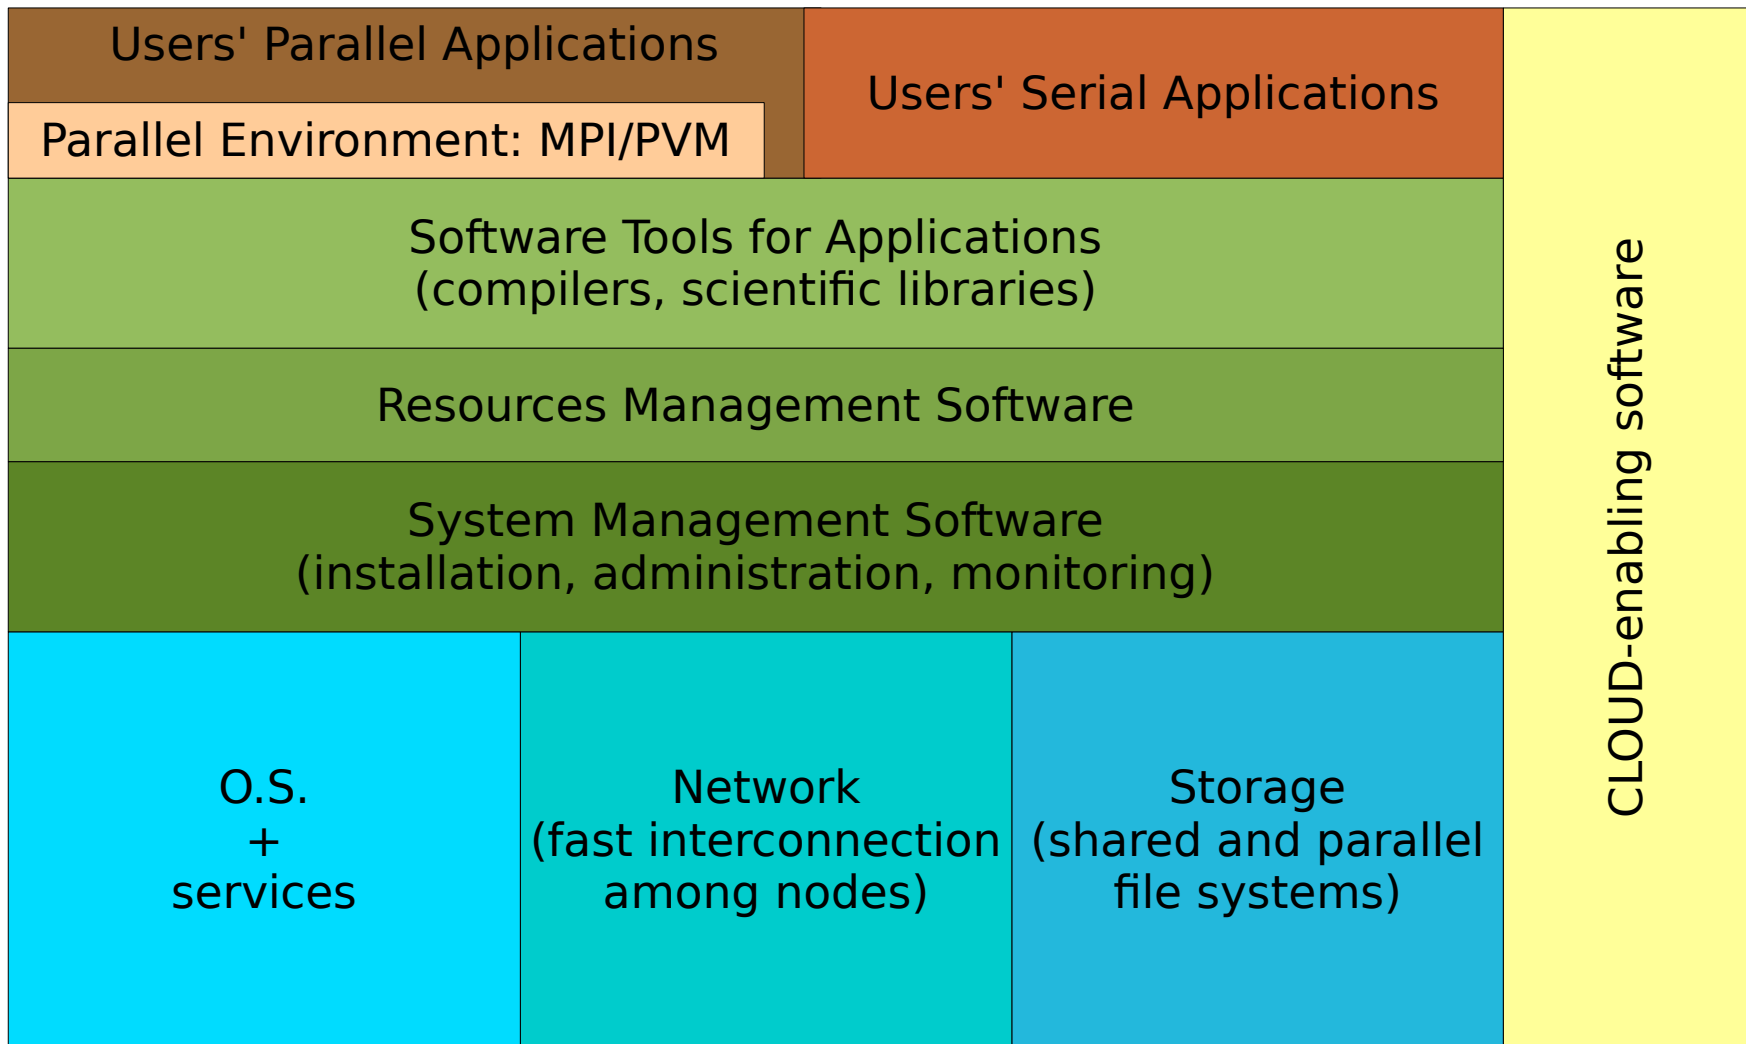 Users' Parallel Applications
Users' Serial Applications
Parallel Environment: MPI/PVM
Software Tools for Applications
(compilers, scientific libraries)
Resources Management Software
System Management Software
(installation, administration, monitoring)
O.S.
+
services
Network
(fast interconnection
among nodes)
Storage
(shared and parallel
file systems)
CLOUD-enabling software